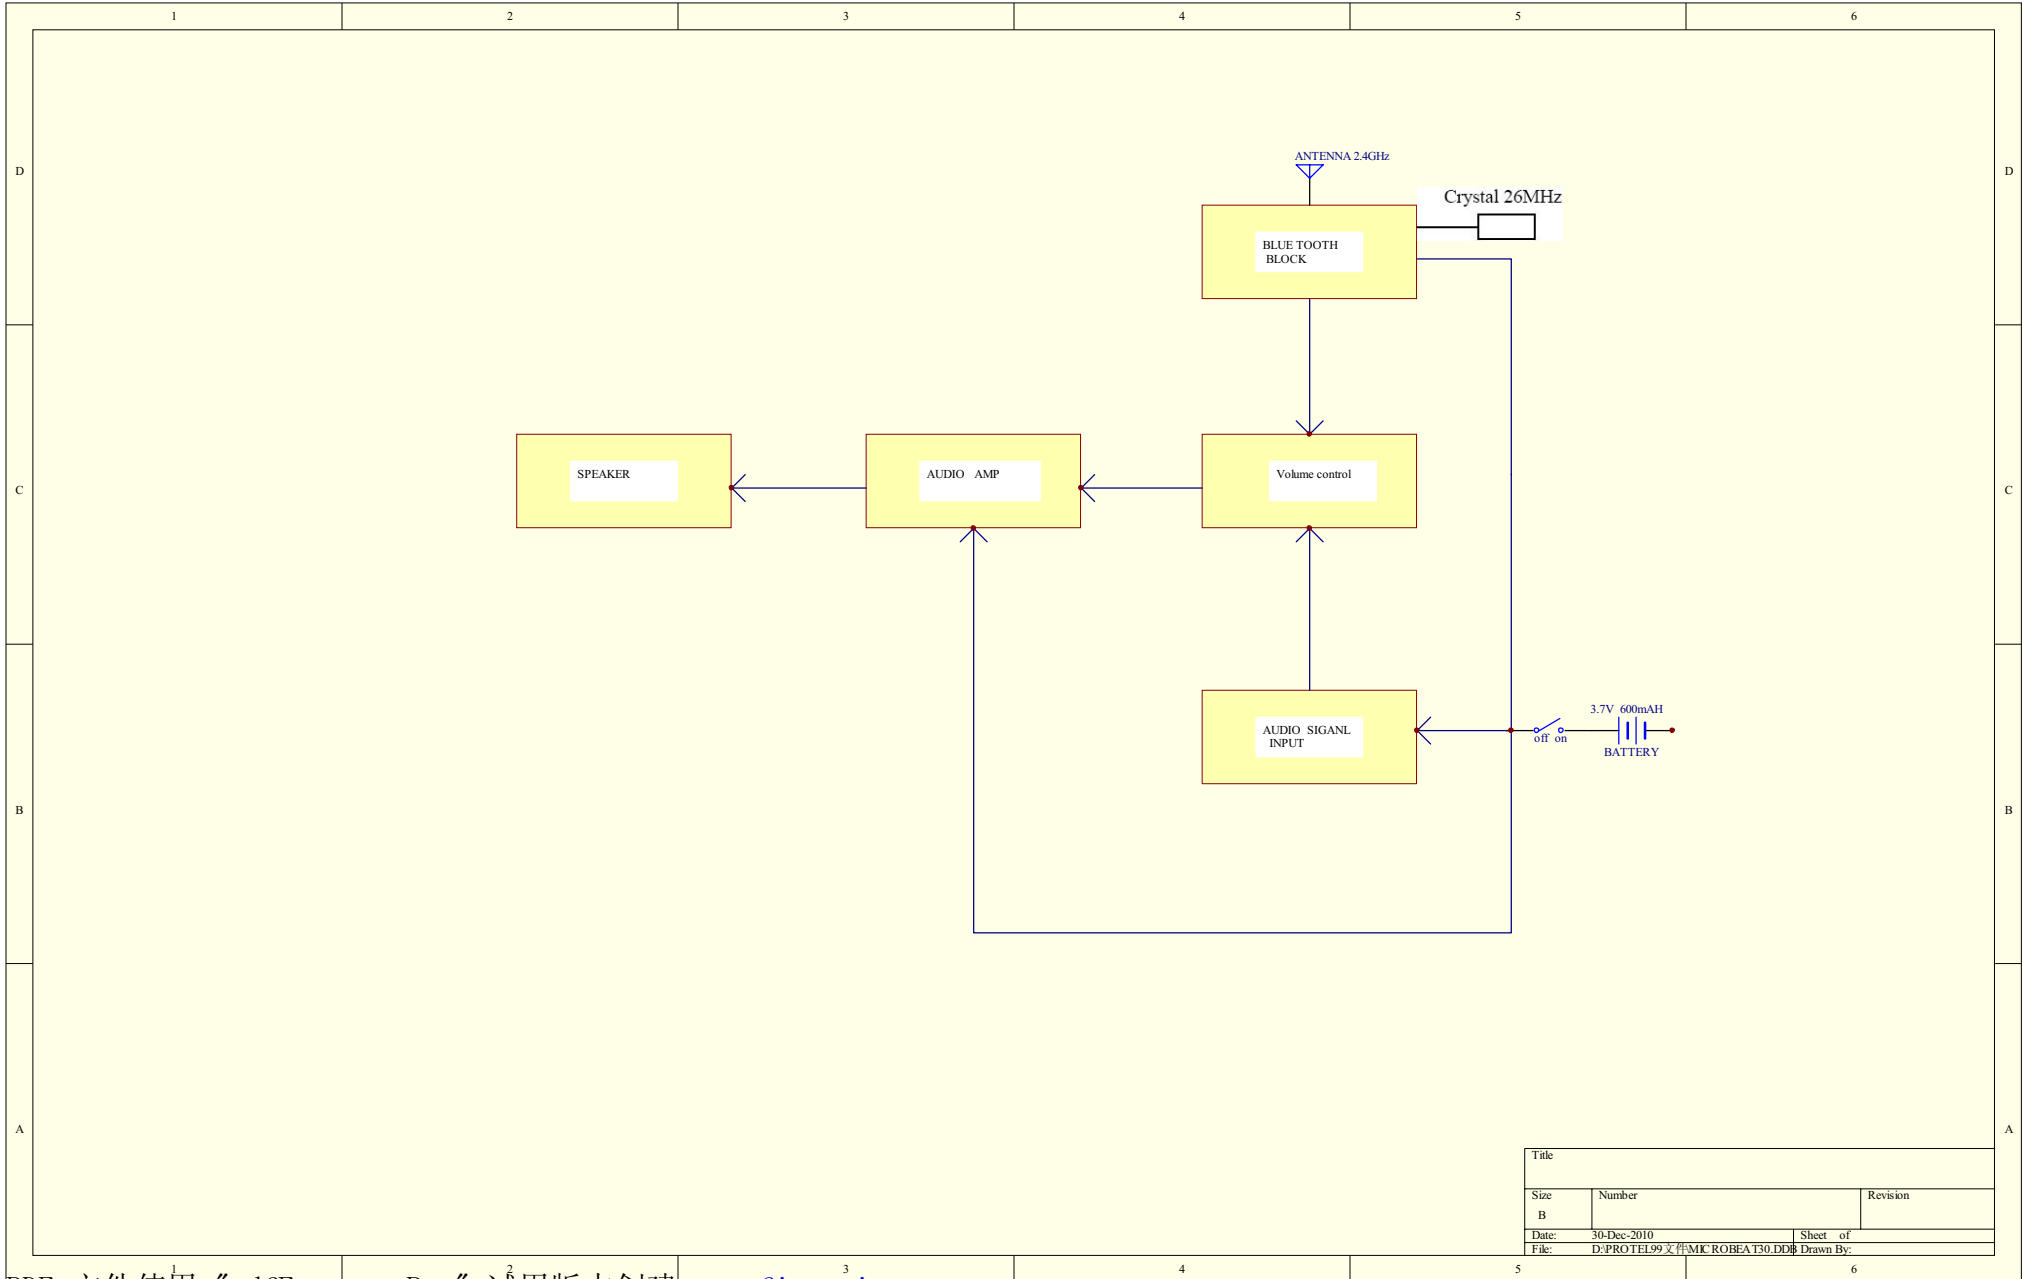 1 2 3 4 5 6
D D
ANTENNA 2.4GHz
Crystal 26MHz
BLUE TOOTH
BLOCK
C C
SPEAKER
AUDIO AMP
Volume control
AUDIO SIGANL
INPUT
3.7V 600mAH
off on
BATTERY
B B
A A
Title
Size Number Revision
B
Date: 30-Dec-2010 Sheet of
File: D:\PROTEL99文件\MICROBEAT30.DDB Drawn By:
1 2 3 4 5 6